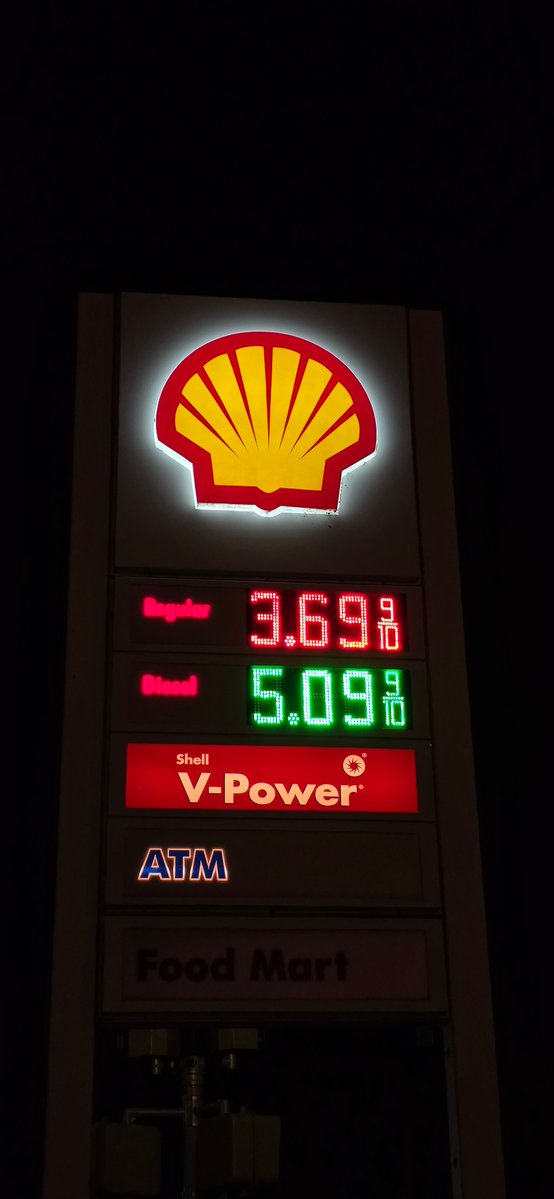 Regular 3.69 9/10
Diesel 5.09 9/10
Shell
V-Power®
ATM
Food Mart